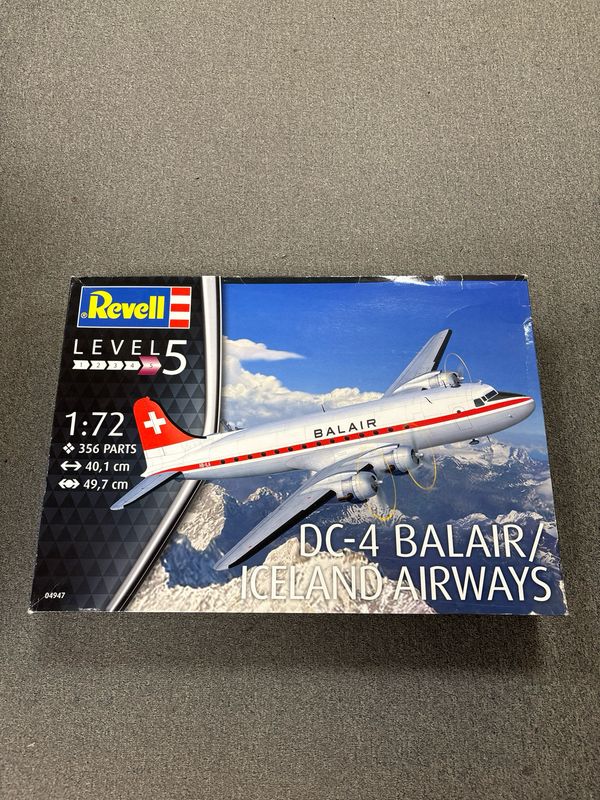 ®Revell
LEVEL 5
1 2 3 4 5
1:72
356 PARTS
40,1 cm
49,7 cm
BALAIR
DC-4 BALAIR/
ICELAND AIRWAYS
04947